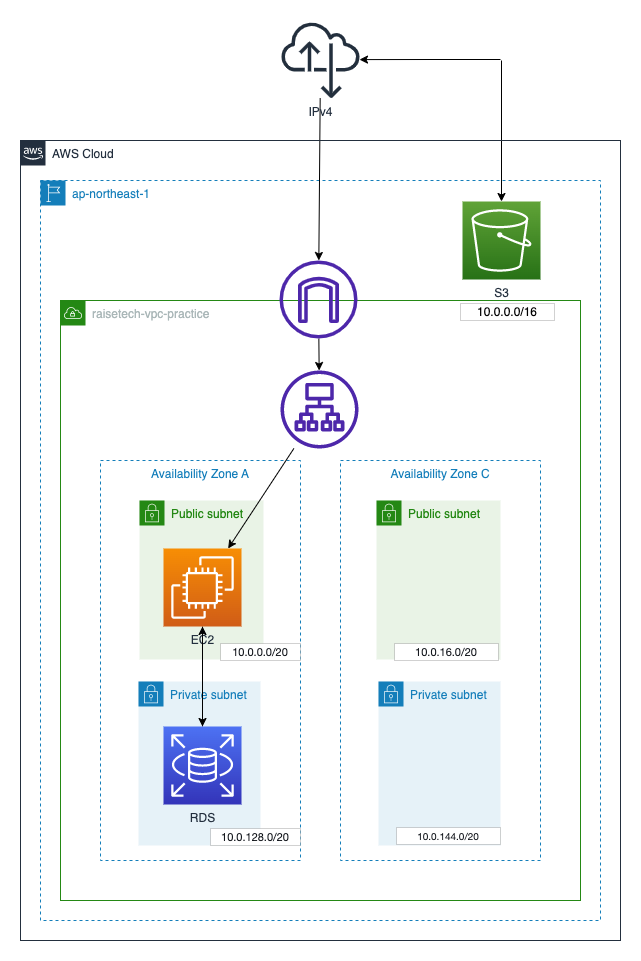 IPv4
aws
AWS Cloud
ap-northeast-1
S3
10.0.0.0/16
raisetech-vpc-practice
Availability Zone A
Availability Zone C
Public subnet
Public subnet
EC2
10.0.0.0/20
10.0.16.0/20
Private subnet
Private subnet
RDS
10.0.128.0/20
10.0.144.0/20